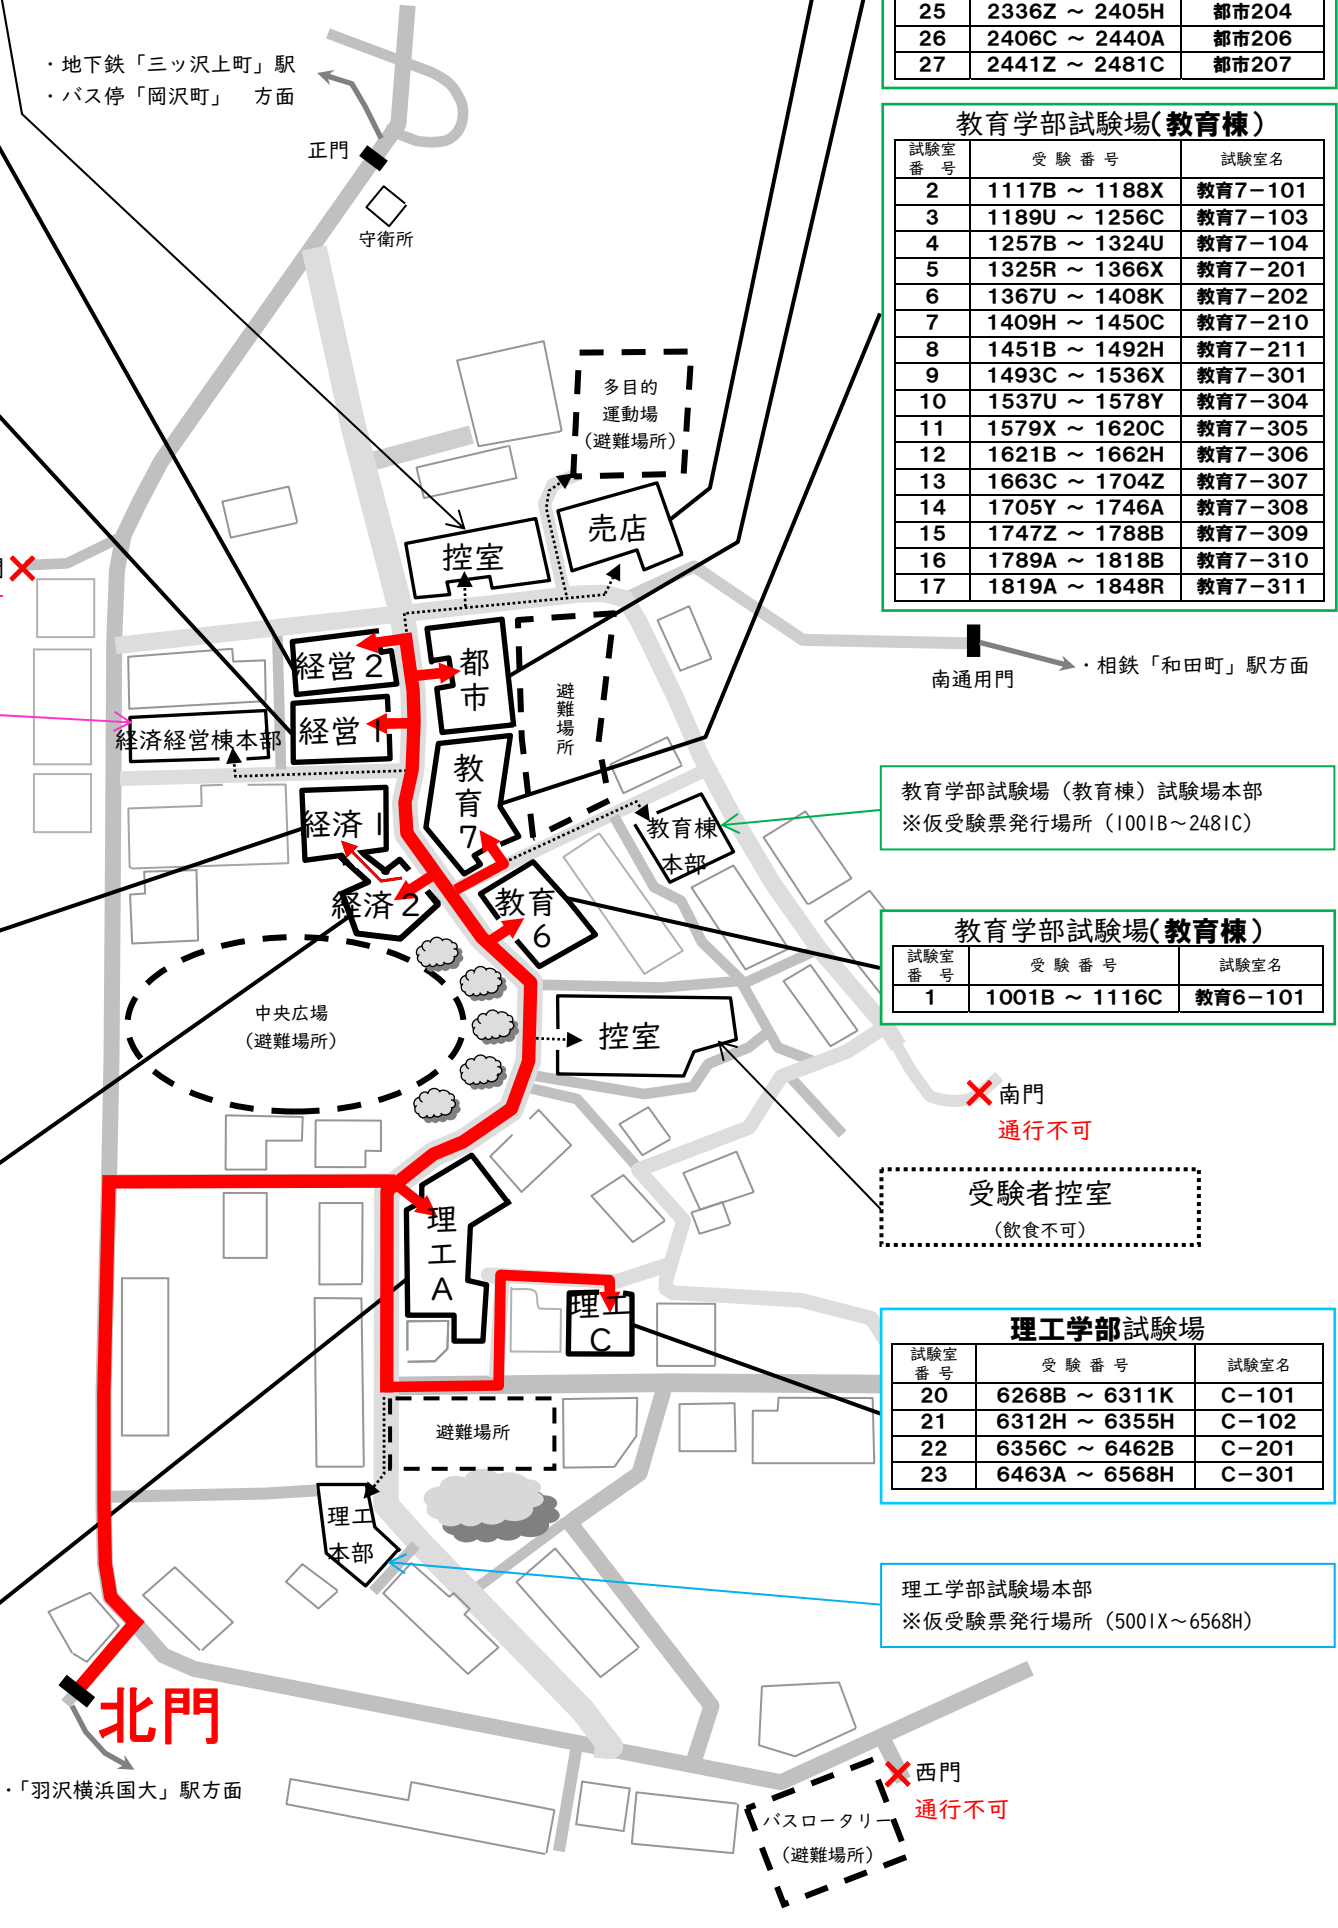 25 2336Z ～ 2405H 都市204
26 2406C ～ 2440A 都市206
27 2441Z ～ 2481C 都市207
・地下鉄「三ッ沢上町」駅
・バス停「岡沢町」　方面
正門
守衛所
教育学部試験場(教育棟)
試験室番　号 受 験 番 号 試験室名
2 1117B ～ 1188X 教育7－101
3 1189U ～ 1256C 教育7－103
4 1257B ～ 1324U 教育7－104
5 1325R ～ 1366X 教育7－201
6 1367U ～ 1408K 教育7－202
7 1409H ～ 1450C 教育7－210
8 1451B ～ 1492H 教育7－211
9 1493C ～ 1536X 教育7－301
10 1537U ～ 1578Y 教育7－304
11 1579X ～ 1620C 教育7－305
12 1621B ～ 1662H 教育7－306
13 1663C ～ 1704Z 教育7－307
14 1705Y ～ 1746A 教育7－308
15 1747Z ～ 1788B 教育7－309
16 1789A ～ 1818B 教育7－310
17 1819A ～ 1848R 教育7－311
多目的
運動場
（避難場所）
売店
控室
経営２
都市
経営１
経済経営棟本部
避難場所
南通用門
・相鉄「和田町」駅方面
教育７
経済１
経済２
教育棟
本部
教育
６
教育学部試験場（教育棟）試験場本部
※仮受験票発行場所（1001B～2481C）
教育学部試験場(教育棟)
試験室番　号 受 験 番 号 試験室名
1 1001B ～ 1116C 教育6－101
中央広場
（避難場所）
控室
南門
通行不可
受験者控室
（飲食不可）
理工A
理工
C
理工学部試験場
試験室番 号 受 験 番 号 試験室名
20 6268B ～ 6311K C－101
21 6312H ～ 6355H C－102
22 6356C ～ 6462B C－201
23 6463A ～ 6568H C－301
避難場所
理工
本部
理工学部試験場本部
※仮受験票発行場所（5001X～6568H）
北門
・「羽沢横浜国大」駅方面
西門
通行不可
バスロータリー
（避難場所）